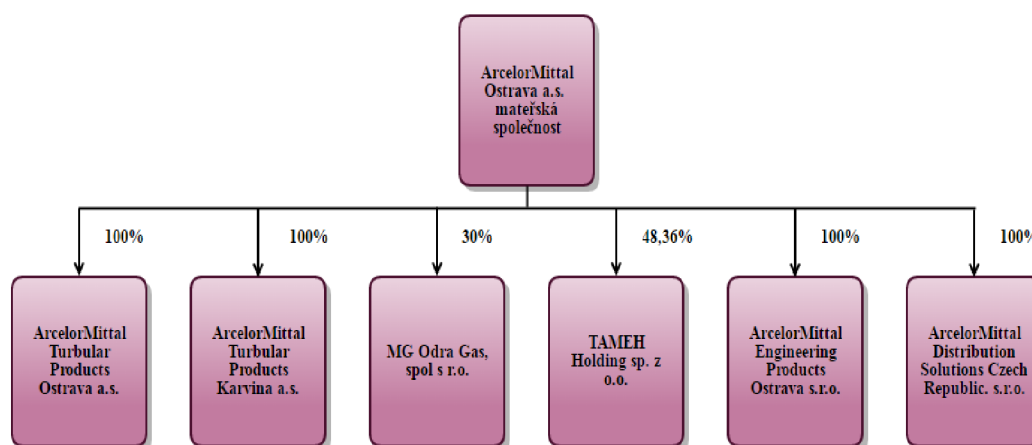 ArcelorMittal
Ostrava a.s.
mateřská
společnost
100%
100%
30%
48,36%
100%
100%
ArcelorMittal
Turbular
Products
Ostrava a.s.
ArcelorMittal
Turbular
Products
Karvina a.s.
MG Odra Gas,
spol s r.o.
TAMEH
Holding sp. z
o.o.
ArcelorMittal
Engineering
Products
Ostrava s.r.o.
ArcelorMittal
Distribution
Solutions Czech
Republic. s.r.o.